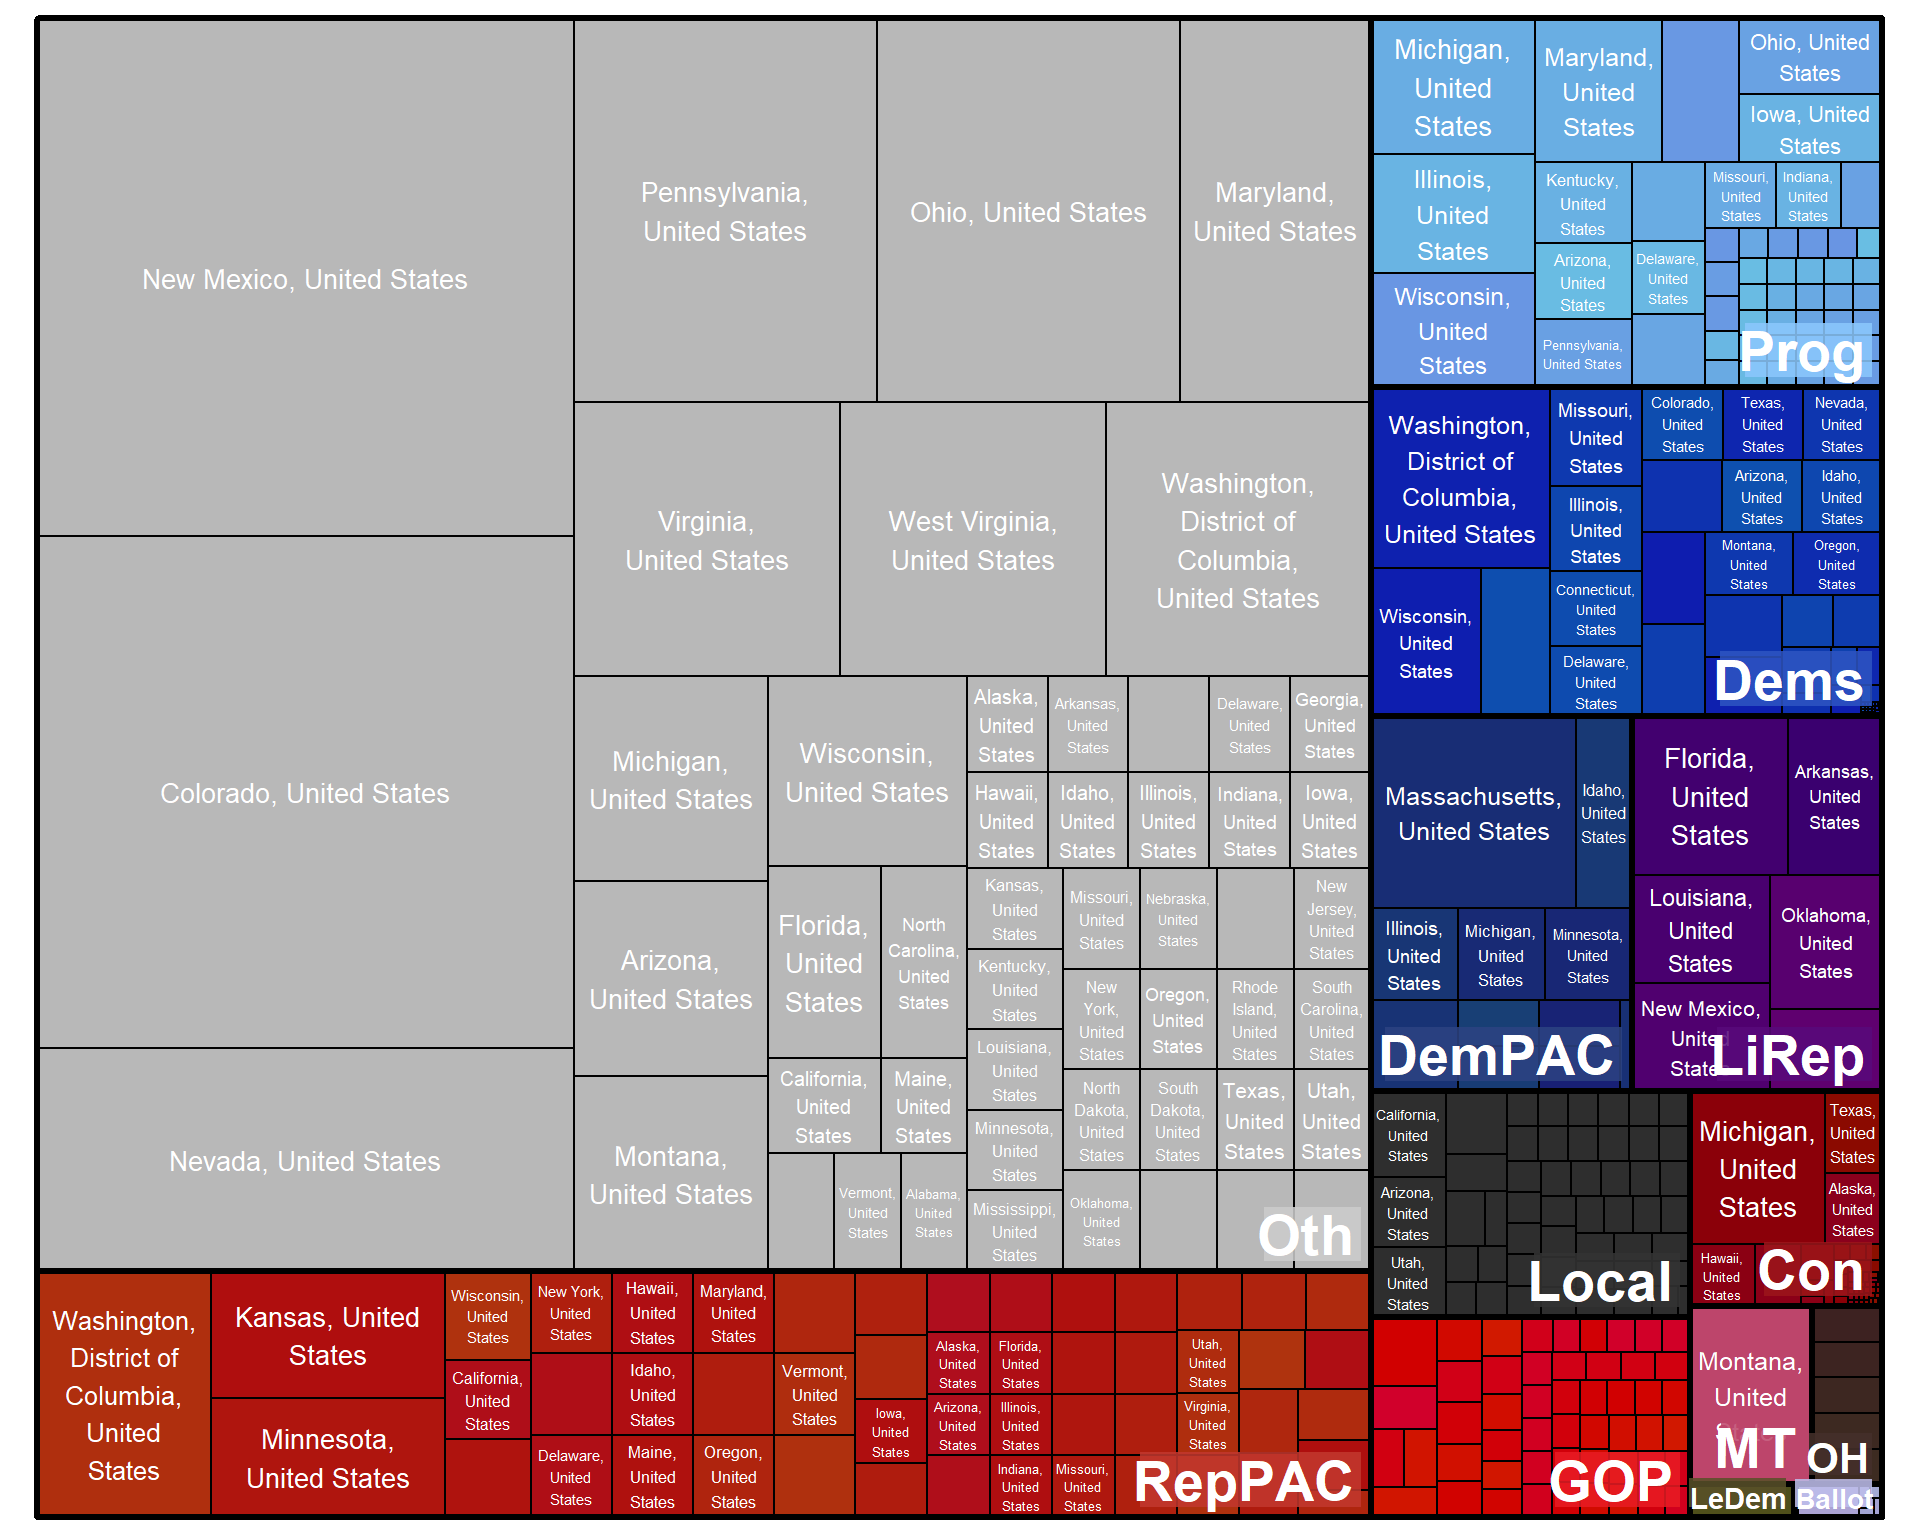 New Mexico, United States
Colorado, United States
Nevada, United States
Pennsylvania,
United States
Ohio, United States
Maryland,
United States
Virginia,
United States
West Virginia,
United States
Washington,
District of
Columbia,
United States
Michigan,
United States
Arizona,
United States
Montana,
United States
Wisconsin,
United States
Florida,
United
States
North
Carolina,
United
States
California,
United
States
Maine,
United
States
Vermont,
United
States
Alabama,
United
States
Alaska,
United
States
Arkansas,
United
States
Delaware,
United
States
Georgia,
United
States
Hawaii,
United
States
Idaho,
United
States
Illinois,
United
States
Indiana,
United
States
Iowa,
United
States
Kansas,
United
States
Kentucky,
United
States
Louisiana,
United
States
Minnesota,
United
States
Mississippi,
United
States
Missouri,
United
States
Nebraska,
United
States
New
Jersey,
United
States
New
York,
United
States
Oregon,
United
States
Rhode
Island,
United
States
South
Carolina,
United
States
North
Dakota,
United
States
South
Dakota,
United
States
Texas,
United
States
Utah,
United
States
Oklahoma,
United
States
Oth
Michigan,
United
States
Illinois,
United
States
Wisconsin,
United
States
Maryland,
United
States
Ohio, United
States
Iowa, United
States
Kentucky,
United
States
Arizona,
United
States
Pennsylvania,
United States
Delaware,
United
States
Missouri,
United
States
Indiana,
United
States
Prog
Washington,
District of
Columbia,
United States
Wisconsin,
United
States
Missouri,
United
States
Illinois,
United
States
Connecticut,
United
States
Delaware,
United
States
Colorado,
United
States
Texas,
United
States
Nevada,
United
States
Arizona,
United
States
Idaho,
United
States
Montana,
United
States
Oregon,
United
States
Dems
Massachusetts,
United States
Idaho,
United
States
Illinois,
United
States
Michigan,
United
States
Minnesota,
United
States
DemPAC
Florida,
United
States
Arkansas,
United
States
Louisiana,
United
States
Oklahoma,
United
States
New Mexico,
United
States
LiRep
California,
United
States
Arizona,
United
States
Utah,
United
States
Local
Michigan,
United
States
Texas,
United
States
Alaska,
United
States
Hawaii,
United
States
Con
Washington,
District of
Columbia,
United
States
Kansas, United
States
Minnesota,
United States
Wisconsin,
United
States
California,
United
States
New York,
United
States
Delaware,
United
States
Hawaii,
United
States
Idaho,
United
States
Maine,
United
States
Maryland,
United
States
Oregon,
United
States
Vermont,
United
States
Iowa,
United
States
Alaska,
United
States
Arizona,
United
States
Florida,
United
States
Illinois,
United
States
Indiana,
United
States
Missouri,
United
States
Utah,
United
States
Virginia,
United
States
RepPAC
GOP
Montana,
United
States
MT
OH
LeDem
Ballot